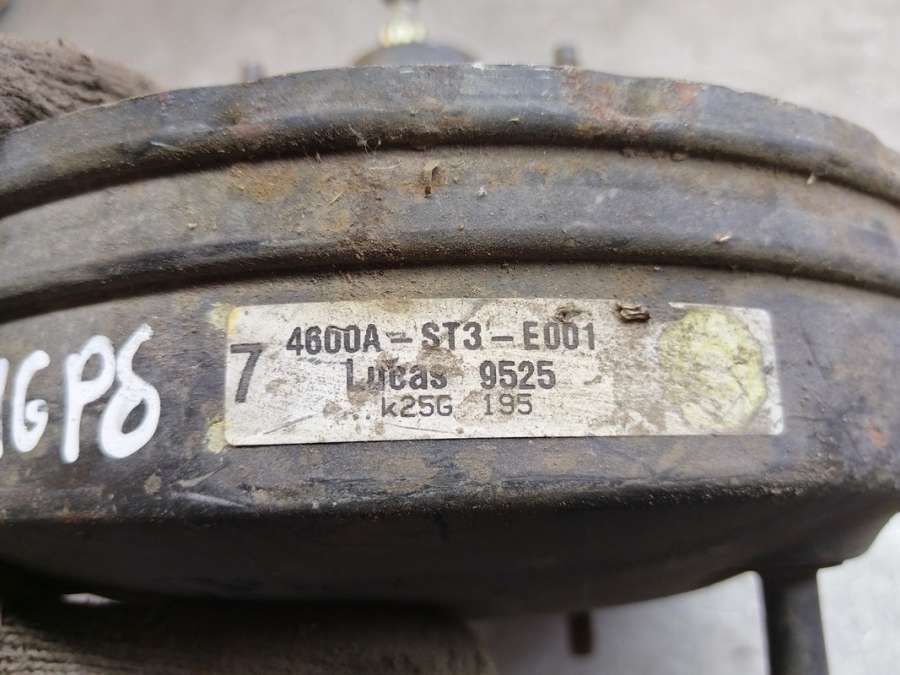 4600A-ST3-E001
7
Lucas 9525
k25G 195
GP8